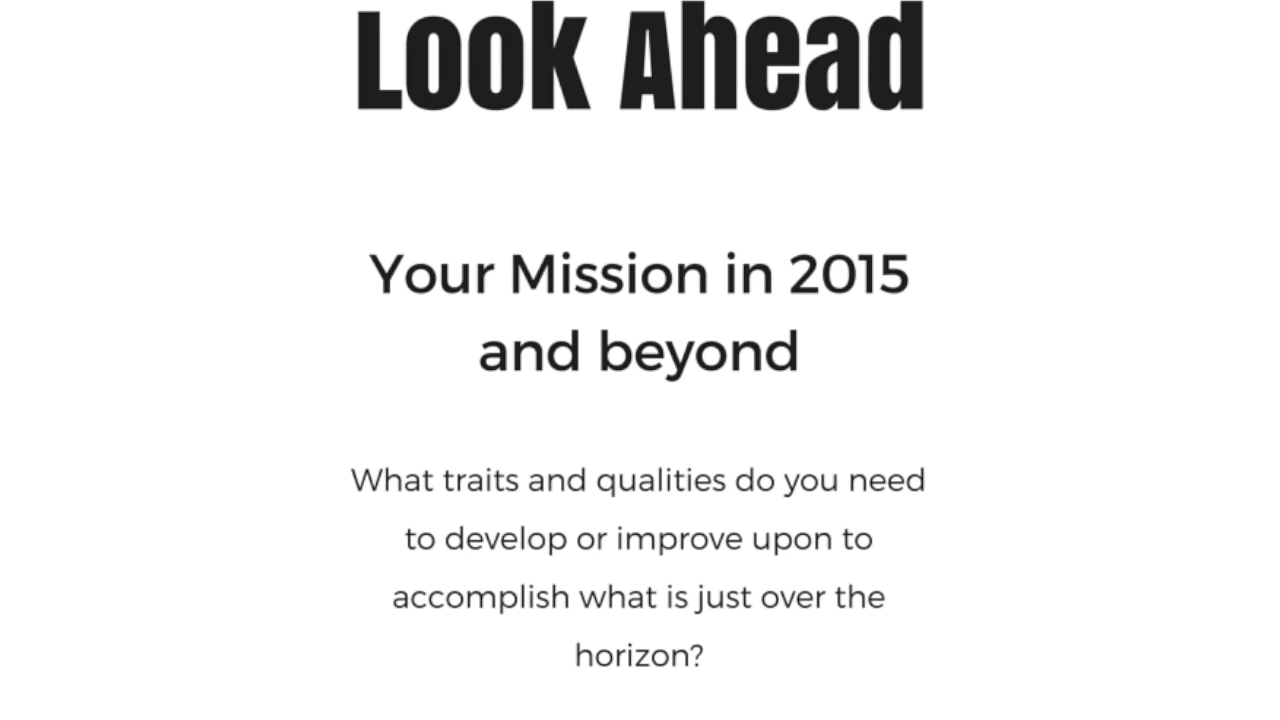 Look Ahead
Your Mission in 2015
and beyond
What traits and qualities do you need
to develop or improve upon to
accomplish what is just over the
horizon?